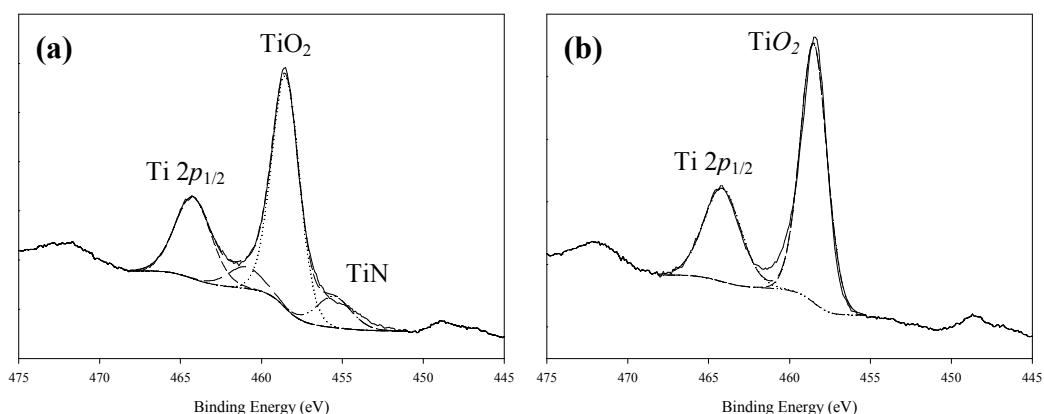 (a)
TiO₂
Ti 2p₁/₂
TiN
475 470 465 460 455 450 445
Binding Energy (eV)
(b)
TiO₂
Ti 2p₁/₂
475 470 465 460 455 450 445
Binding Energy (eV)